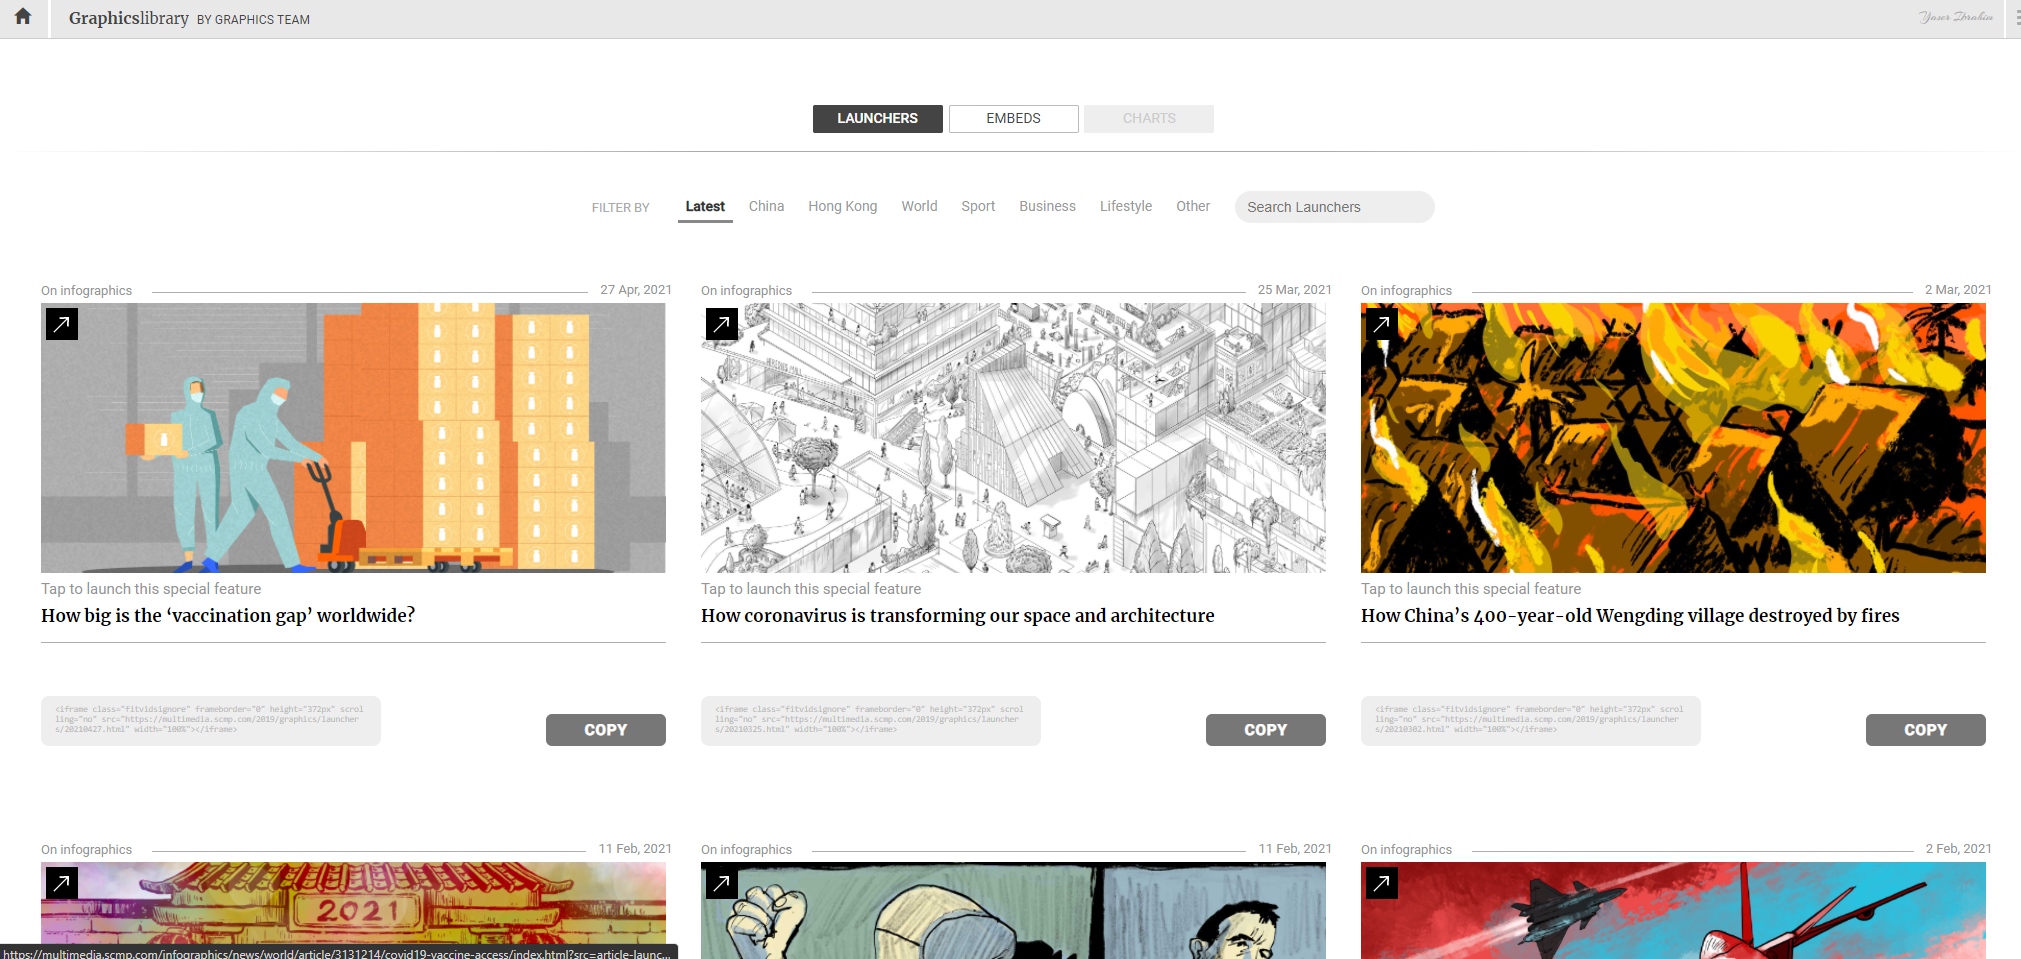 Graphicslibrary BY GRAPHICS TEAM
Yaser Ibrahim
LAUNCHERS EMBEDS CHARTS
FILTER BY Latest China Hong Kong World Sport Business Lifestyle Other Search Launchers
On infographics 27 Apr, 2021
On infographics 25 Mar, 2021
On infographics 2 Mar, 2021
Tap to launch this special feature
How big is the ‘vaccination gap’ worldwide?
Tap to launch this special feature
How coronavirus is transforming our space and architecture
Tap to launch this special feature
How China’s 400-year-old Wengding village destroyed by fires
<iframe class="fitvidsignore" frameborder="0" height="372px" scrol
ling="no" src="https://multimedia.scmp.com/2019/graphics/launcher
s/20210427.html" width="100%"></iframe>
COPY
<iframe class="fitvidsignore" frameborder="0" height="372px" scrol
ling="no" src="https://multimedia.scmp.com/2019/graphics/launcher
s/20210325.html" width="100%"></iframe>
COPY
<iframe class="fitvidsignore" frameborder="0" height="372px" scrol
ling="no" src="https://multimedia.scmp.com/2019/graphics/launcher
s/20210302.html" width="100%"></iframe>
COPY
On infographics 11 Feb, 2021
On infographics 11 Feb, 2021
On infographics 2 Feb, 2021
2021
https://multimedia.scmp.com/infographics/news/world/article/3131214/covid19-vaccine-access/index.html?src=article-launc...